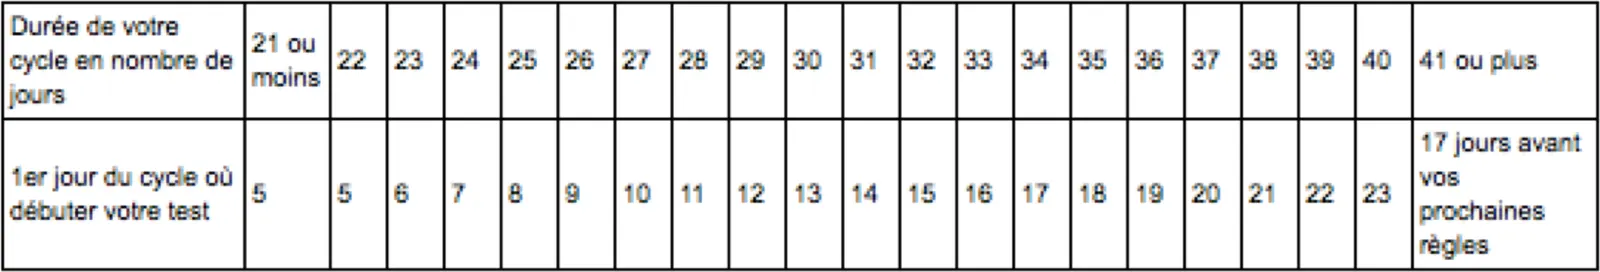 Durée de votre
cycle en nombre de
jours
21 ou
moins
22 23 24 25 26 27 28 29 30 31 32 33 34 35 36 37 38 39 40 41 ou plus
1er jour du cycle où
débuter votre test
5 5 6 7 8 9 10 11 12 13 14 15 16 17 18 19 20 21 22 23
17 jours avant
vos
prochaines
règles